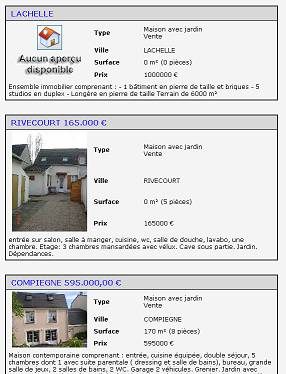 LACHELLE
Aucun aperçu
disponible
Type
Maison avec jardin
Vente
Ville
LACHELLE
Surface
0 m² (0 pièces)
Prix
1000000 €
Ensemble immobilier comprenant : - 1 bâtiment en pierre de taille et briques - 5
studios en duplex - Longère en pierre de taille Terrain de 6000 m²
RIVECOURT 165.000 €
Type
Maison avec jardin
Vente
Ville
RIVECOURT
Surface
0 m² (5 pièces)
Prix
165000 €
entrée sur salon, salle à manger, cuisine, wc, salle de douche, lavabo, une
chambre. Etage: 3 chambres mansardées avec vélux. Cave sous partie. Jardin.
Dépendances.
COMPIEGNE 595.000,00 €
Type
Maison avec jardin
Vente
Ville
COMPIEGNE
Surface
170 m² (8 pièces)
Prix
595000 €
Maison contemporaine comprenant : entrée, cuisine équipée, double séjour, 5
chambres dont 1 avec suite parentale ( dressing et salle de bains), bureau, grande
salle de jeux, 2 salles de bains, 2 WC. Garage 2 véhicules. Grenier. Jardin avec